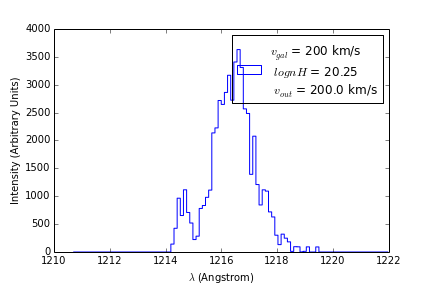 4000
3500
3000
2500
2000
1500
1000
500
0
Intensity (Arbitrary Units)
v_gal = 200 km/s
lognH = 20.25
v_out = 200.0 km/s
1210 1212 1214 1216 1218 1220 1222
λ (Angstrom)